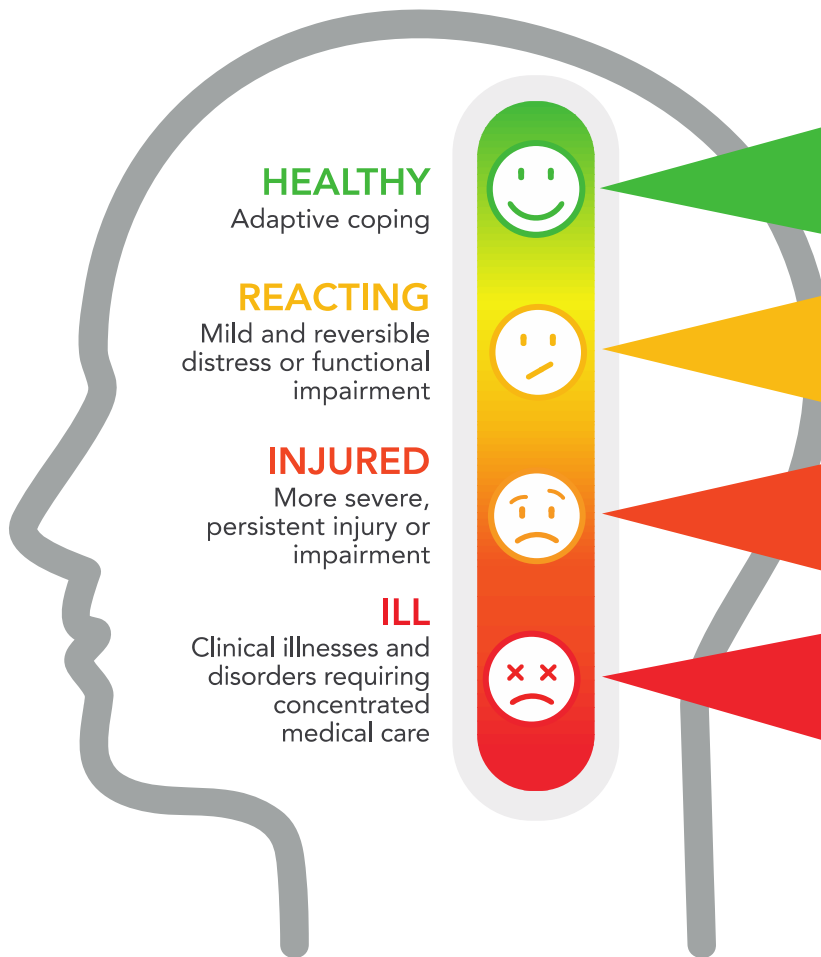 HEALTHY
Adaptive coping
REACTING
Mild and reversible
distress or functional
impairment
INJURED
More severe,
persistent injury or
impairment
ILL
Clinical illnesses and
disorders requiring
concentrated
medical care